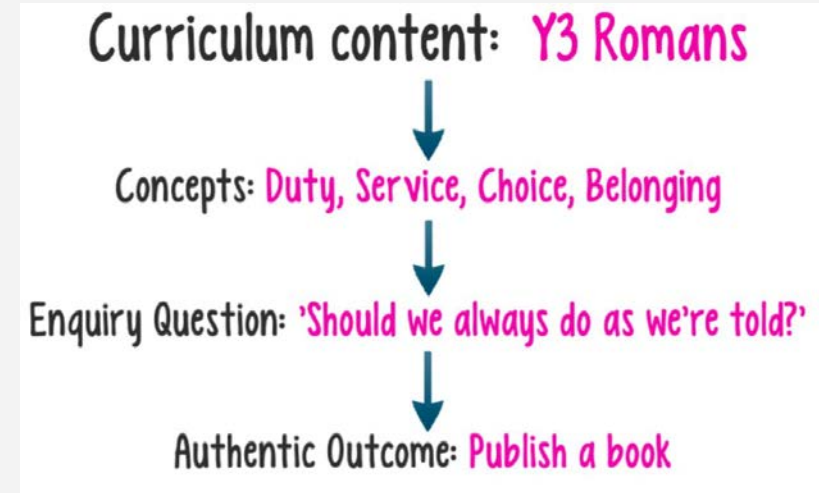 Curriculum content: Y3 Romans
Concepts: Duty, Service, Choice, Belonging
Enquiry Question: 'Should we always do as we're told?'
Authentic Outcome: Publish a book